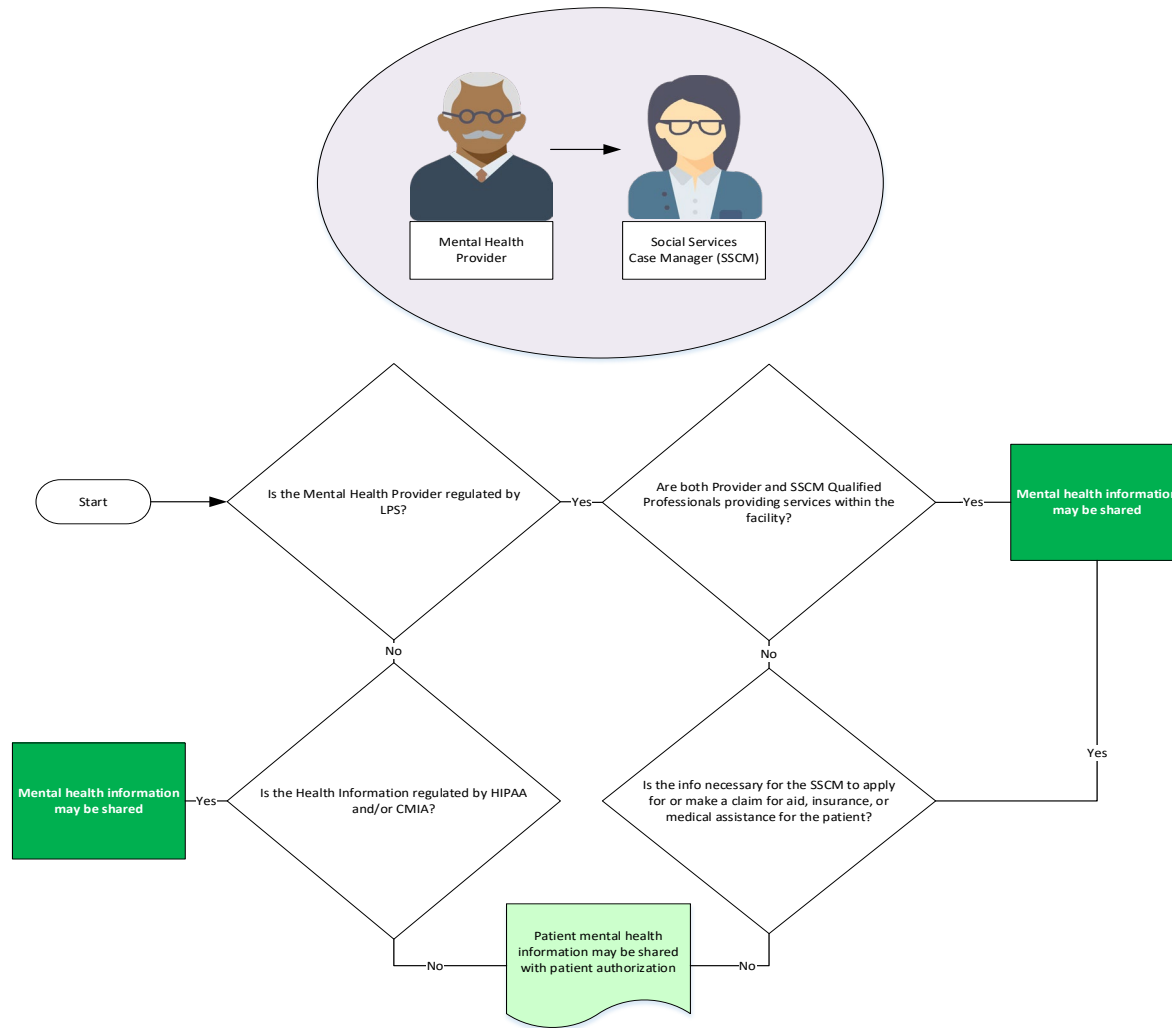 Mental Health
Provider
Social Services
Case Manager (SSCM)
Start
Is the Mental Health Provider regulated by
LPS?
Yes
Are both Provider and SSCM Qualified
Professionals providing services within the
facility?
Yes
Mental health information
may be shared
No
No
Mental health information
may be shared
Yes
Is the Health Information regulated by HIPAA
and/or CMIA?
Is the info necessary for the SSCM to apply
for or make a claim for aid, insurance, or
medical assistance for the patient?
Yes
No
Patient mental health
information may be shared
with patient authorization
No